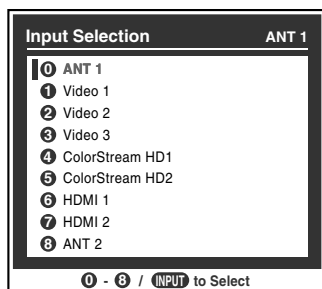 Input Selection ANT 1
0 ANT 1
1 Video 1
2 Video 2
3 Video 3
4 ColorStream HD1
5 ColorStream HD2
6 HDMI 1
7 HDMI 2
8 ANT 2
0 - 8 / INPUT to Select